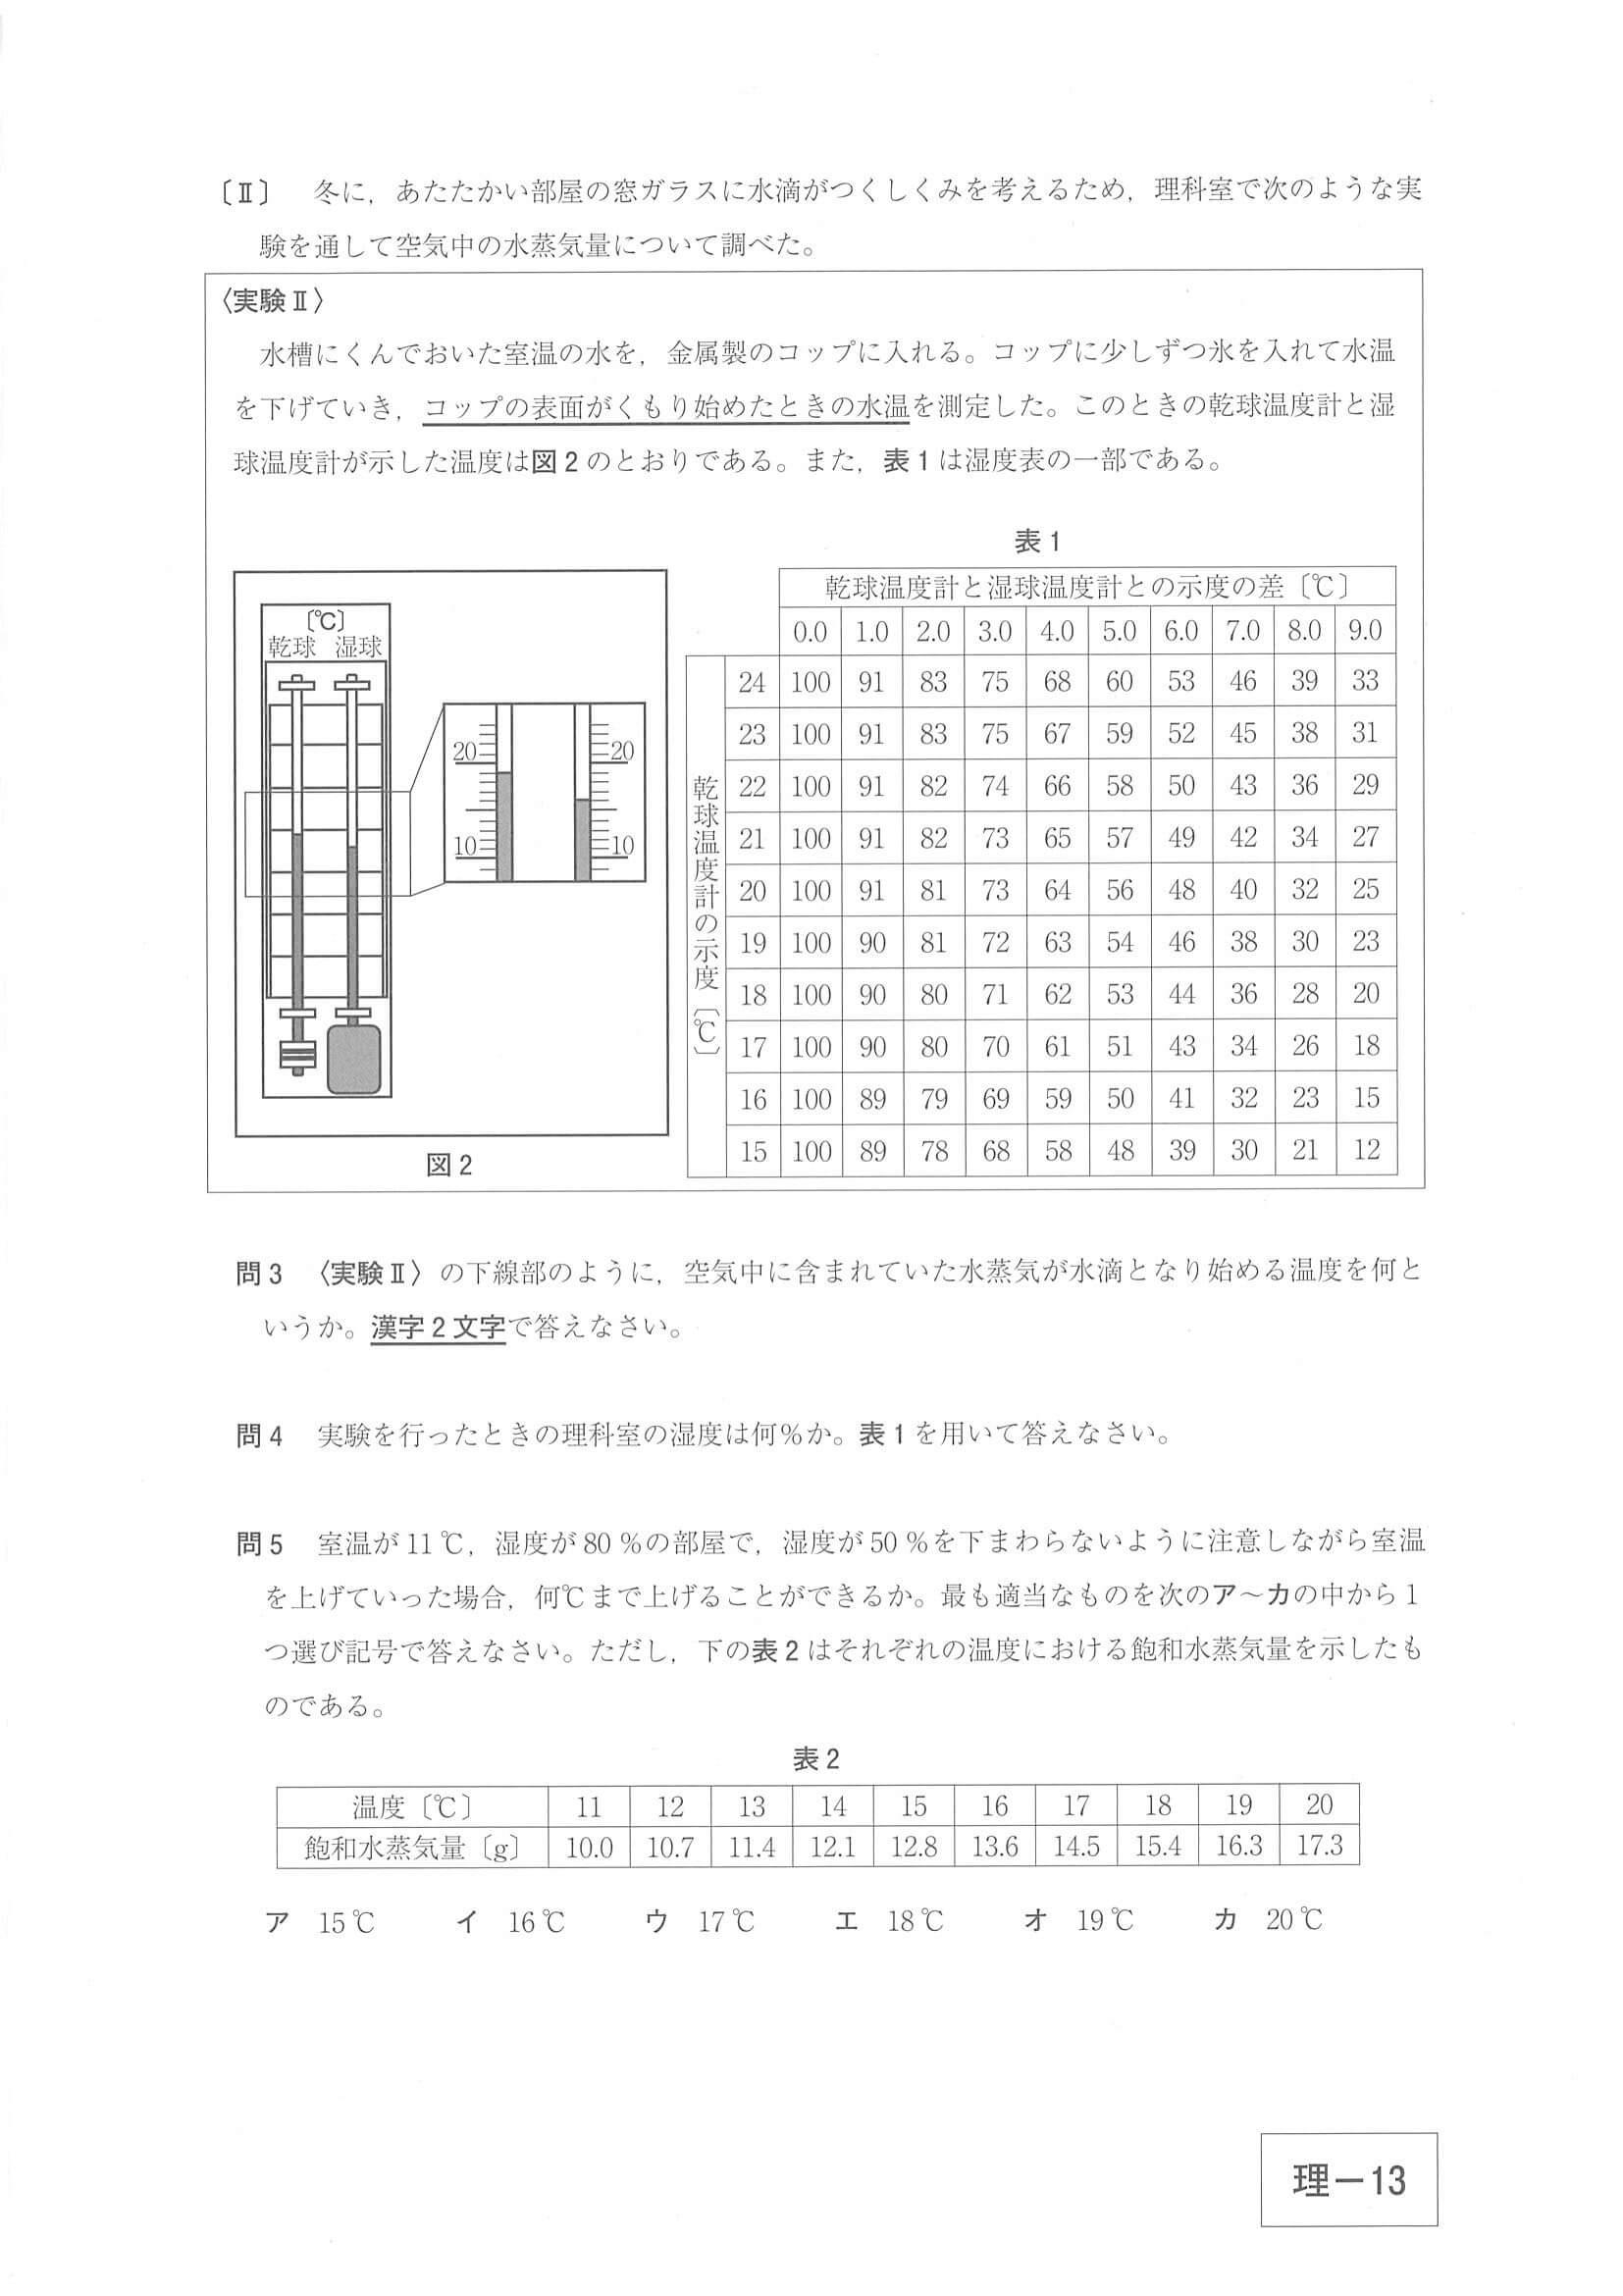 〔Ⅱ〕 冬に，あたたかい部屋の窓ガラスに水滴がつくしくみを考えるため，理科室で次のような実
験を通して空気中の水蒸気量について調べた。
〈実験Ⅱ〉
水槽にくんでおいた室温の水を，金属製のコップに入れる。コップに少しずつ氷を入れて水温
を下げていき，コップの表面がくもり始めたときの水温を測定した。このときの乾球温度計と湿
球温度計が示した温度は図2のとおりである。また，表1は湿度表の一部である。
〔℃〕
乾球 湿球
20 20
10 10
図2
表1
乾球温度計と湿球温度計との示度の差〔℃〕
0.0 1.0 2.0 3.0 4.0 5.0 6.0 7.0 8.0 9.0
乾球温度計の示度〔℃〕
24 100 91 83 75 68 60 53 46 39 33
23 100 91 83 75 67 59 52 45 38 31
22 100 91 82 74 66 58 50 43 36 29
21 100 91 82 73 65 57 49 42 34 27
20 100 91 81 73 64 56 48 40 32 25
19 100 90 81 72 63 54 46 38 30 23
18 100 90 80 71 62 53 44 36 28 20
17 100 90 80 70 61 51 43 34 26 18
16 100 89 79 69 59 50 41 32 23 15
15 100 89 78 68 58 48 39 30 21 12
問3 〈実験Ⅱ〉の下線部のように，空気中に含まれていた水蒸気が水滴となり始める温度を何と
いうか。漢字2文字で答えなさい。
問4 実験を行ったときの理科室の湿度は何％か。表1を用いて答えなさい。
問5 室温が11℃，湿度が80％の部屋で，湿度が50％を下まわらないように注意しながら室温
を上げていった場合，何℃まで上げることができるか。最も適当なものを次のア～カの中から1
つ選び記号で答えなさい。ただし，下の表2はそれぞれの温度における飽和水蒸気量を示したも
のである。
表2
温度〔℃〕 11 12 13 14 15 16 17 18 19 20
飽和水蒸気量〔g〕 10.0 10.7 11.4 12.1 12.8 13.6 14.5 15.4 16.3 17.3
ア 15℃ イ 16℃ ウ 17℃ エ 18℃ オ 19℃ カ 20℃
理－13